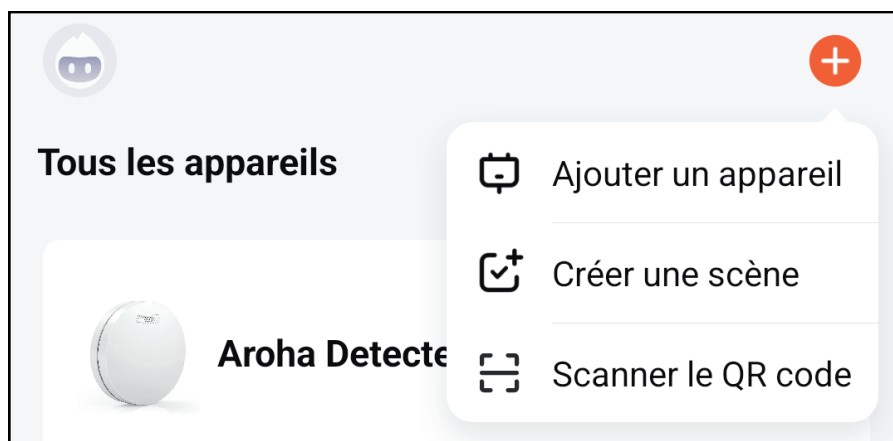 Tous les appareils
Ajouter un appareil
Créer une scène
Aroha Detecte
Scanner le QR code